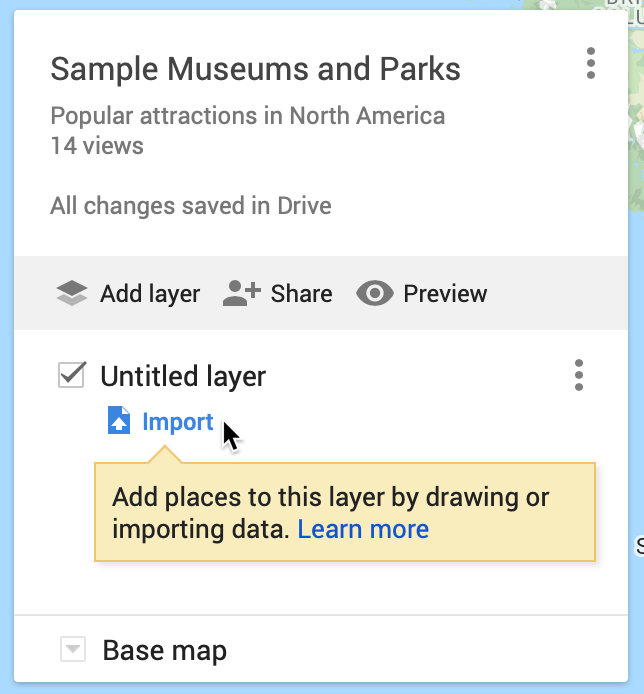 Sample Museums and Parks
Popular attractions in North America
14 views
All changes saved in Drive
Add layer Share Preview
Untitled layer
Import
Add places to this layer by drawing or
importing data. Learn more
Base map